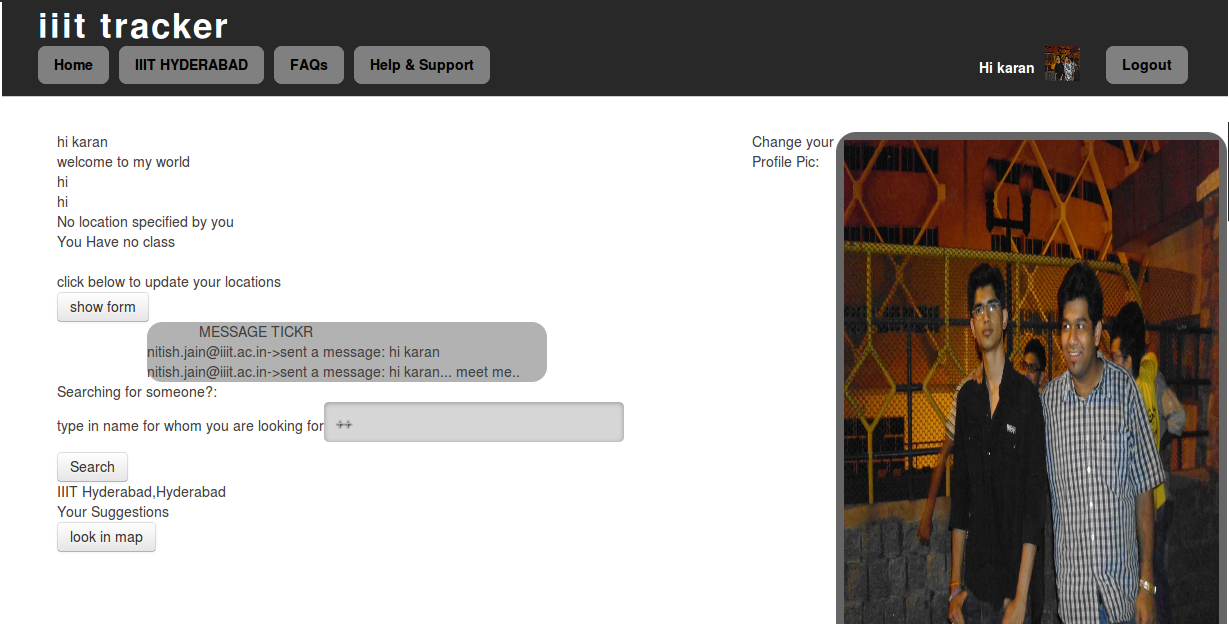 iiit tracker
Home IIIT HYDERABAD FAQs Help & Support Hi karan Logout
hi karan
welcome to my world
hi
hi
No location specified by you
You Have no class
click below to update your locations
show form
MESSAGE TICKR
nitish.jain@iiit.ac.in->sent a message: hi karan
nitish.jain@iiit.ac.in->sent a message: hi karan... meet me..
Searching for someone?:
type in name for whom you are looking for
Search
IIIT Hyderabad,Hyderabad
Your Suggestions
look in map
Change your
Profile Pic: